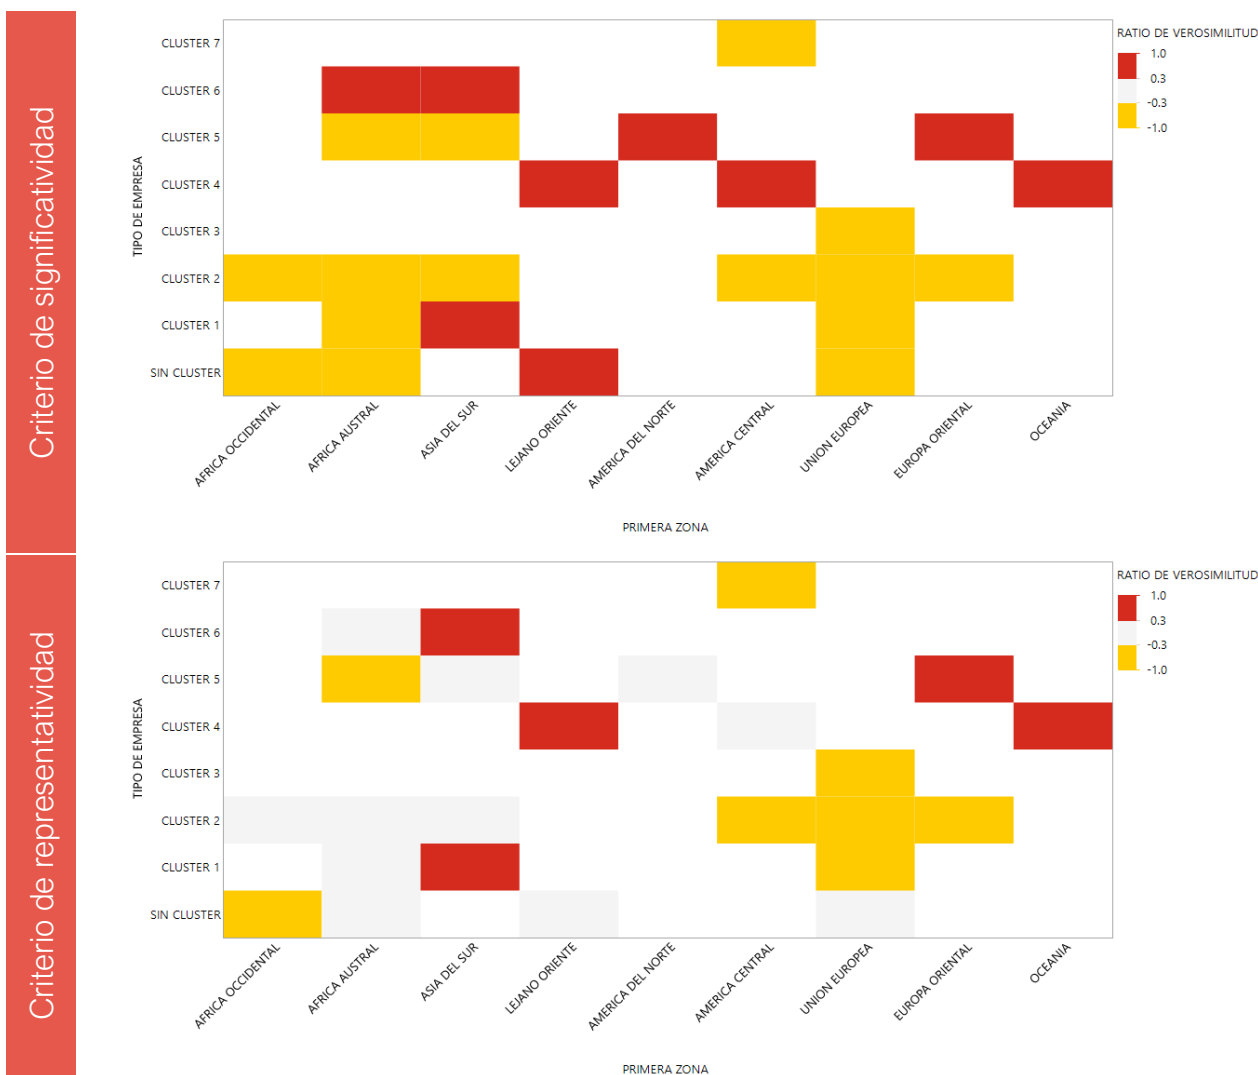 Criterio de significatividad
TIPO DE EMPRESA
CLUSTER 7
CLUSTER 6
CLUSTER 5
CLUSTER 4
CLUSTER 3
CLUSTER 2
CLUSTER 1
SIN CLUSTER
AFRICA OCCIDENTAL
AFRICA AUSTRAL
ASIA DEL SUR
LEJANO ORIENTE
AMERICA DEL NORTE
AMERICA CENTRAL
UNION EUROPEA
EUROPA ORIENTAL
OCEANIA
PRIMERA ZONA
RATIO DE VEROSIMILITUD
1.0
0.3
-0.3
-1.0
Criterio de representatividad
TIPO DE EMPRESA
CLUSTER 7
CLUSTER 6
CLUSTER 5
CLUSTER 4
CLUSTER 3
CLUSTER 2
CLUSTER 1
SIN CLUSTER
AFRICA OCCIDENTAL
AFRICA AUSTRAL
ASIA DEL SUR
LEJANO ORIENTE
AMERICA DEL NORTE
AMERICA CENTRAL
UNION EUROPEA
EUROPA ORIENTAL
OCEANIA
PRIMERA ZONA
RATIO DE VEROSIMILITUD
1.0
0.3
-0.3
-1.0